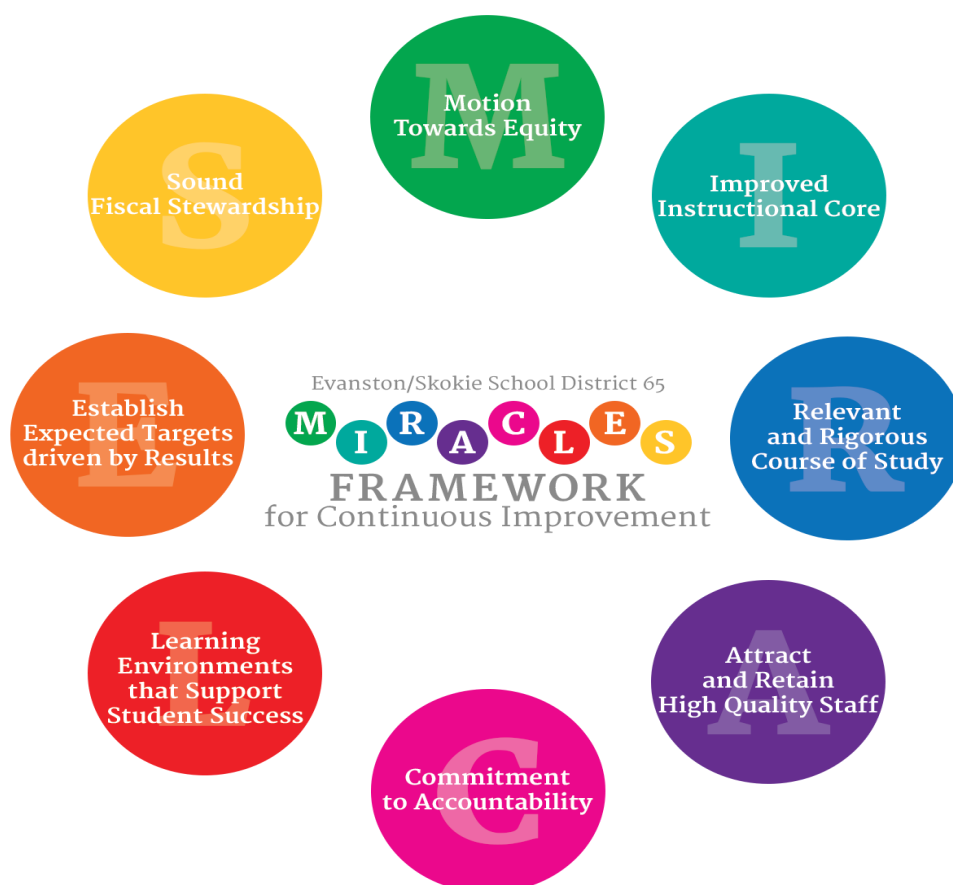 Evanston/Skokie School District 65
MIRACLES
FRAMEWORK
for Continuous Improvement
M
Motion
Towards Equity
I
Improved
Instructional Core
R
Relevant
and Rigorous
Course of Study
A
Attract
and Retain
High Quality Staff
C
Commitment
to Accountability
L
Learning
Environments
that Support
Student Success
E
Establish
Expected Targets
driven by Results
S
Sound
Fiscal Stewardship